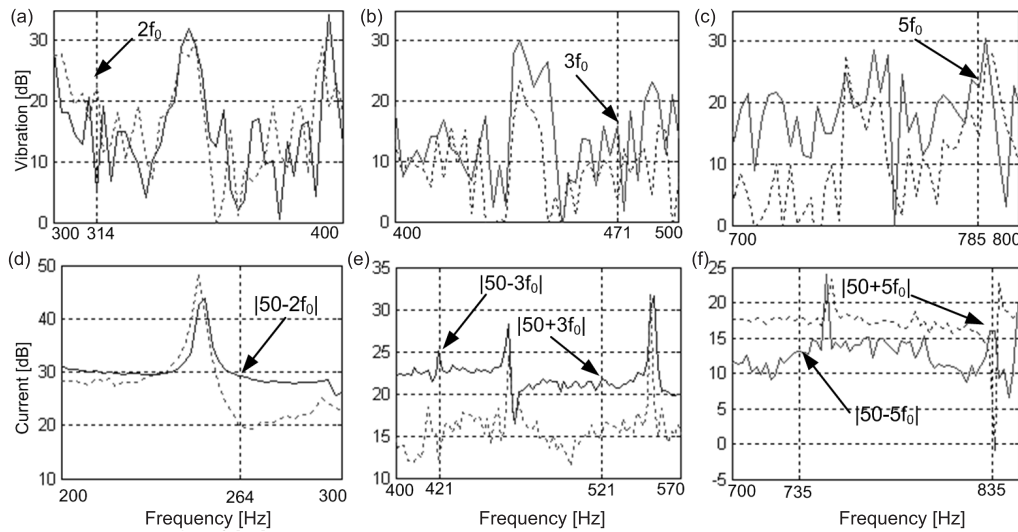 (a)
2f₀
30
20
10
0
300
314
400
Vibration [dB]
(b)
3f₀
30
20
10
0
400
471
500
(c)
5f₀
30
20
10
0
700
785
800
(d)
|50-2f₀|
50
40
30
20
10
200
264
300
Current [dB]
Frequency [Hz]
(e)
|50-3f₀|
|50+3f₀|
35
30
25
20
15
10
400
421
521
570
Frequency [Hz]
(f)
|50+5f₀|
|50-5f₀|
25
20
15
10
5
0
-5
700
735
835
Frequency [Hz]